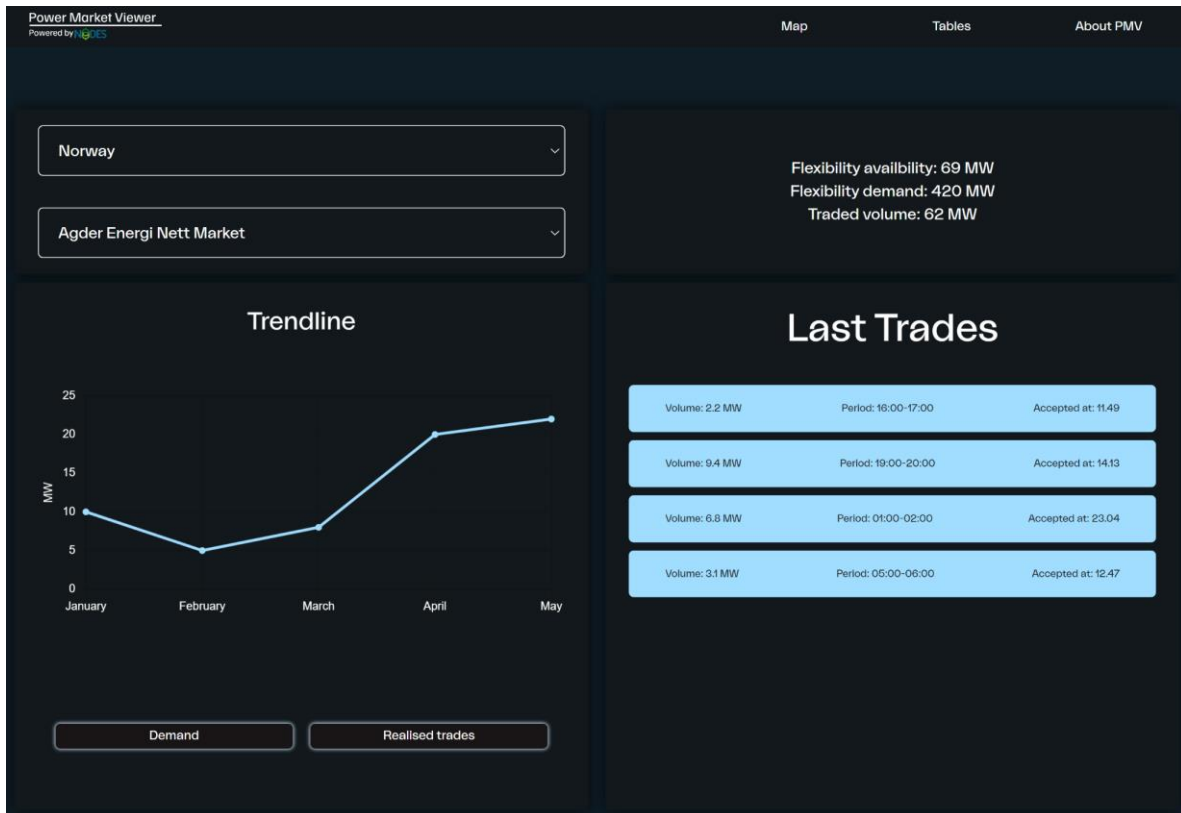 Power Market Viewer
Powered by NODES
Map Tables About PMV
Norway
Agder Energi Nett Market
Flexibility availbility: 69 MW
Flexibility demand: 420 MW
Traded volume: 62 MW
Trendline
25
20
15
10
5
0
MW
January February March April May
Demand Realised trades
Last Trades
Volume: 2.2 MW Period: 16:00-17:00 Accepted at: 11.49
Volume: 9.4 MW Period: 19:00-20:00 Accepted at: 14.13
Volume: 6.8 MW Period: 01:00-02:00 Accepted at: 23.04
Volume: 3.1 MW Period: 05:00-06:00 Accepted at: 12.47